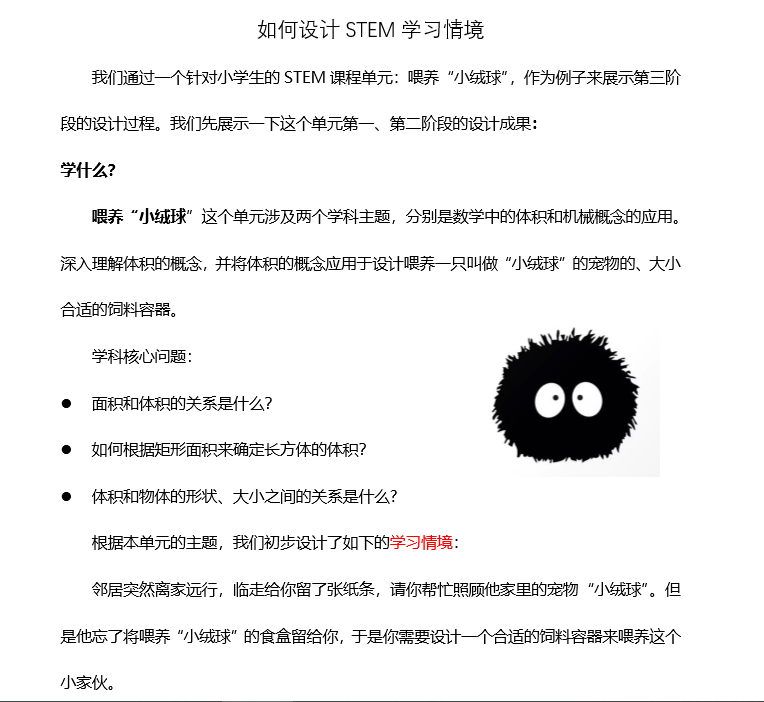 如何设计 STEM 学习情境
我们通过一个针对小学生的 STEM 课程单元：喂养“小绒球”，作为例子来展示第三阶
段的设计过程。我们先展示一下这个单元第一、第二阶段的设计成果：
学什么？
喂养“小绒球”这个单元涉及两个学科主题，分别是数学中的体积和机械概念的应用。
深入理解体积的概念，并将体积的概念应用于设计喂养一只叫做“小绒球”的宠物的、大小
合适的饲料容器。
学科核心问题：
● 面积和体积的关系是什么？
● 如何根据矩形面积来确定长方体的体积？
● 体积和物体的形状、大小之间的关系是什么？
根据本单元的主题，我们初步设计了如下的学习情境：
邻居突然离家远行，临走给你留了张纸条，请你帮忙照顾他家里的宠物“小绒球”。但
是他忘了将喂养“小绒球”的食盒留给你，于是你需要设计一个合适的饲料容器来喂养这个
小家伙。